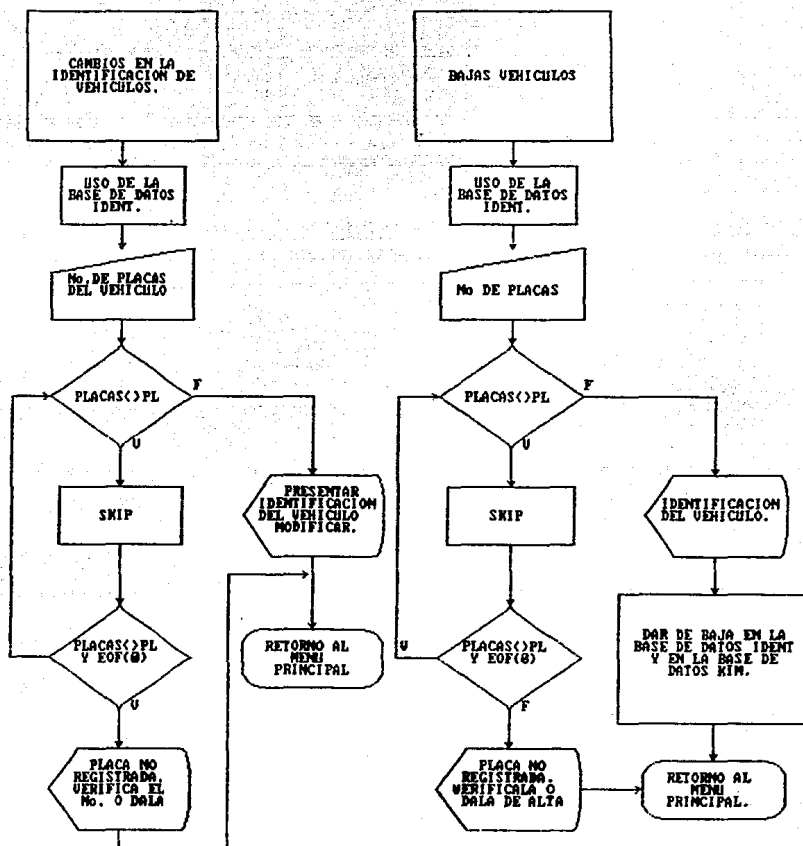 CAMBIOS EN LA
IDENTIFICACION DE
VEHICULOS.
USO DE LA
BASE DE DATOS
IDENT.
No. DE PLACAS
DEL VEHICULO
PLACAS<>PL
F
V
SKIP
PRESENTAR
IDENTIFICACION
DEL VEHICULO
MODIFICAR.
PLACAS<>PL
Y EOF(0)
V
RETORNO AL
MENU
PRINCIPAL
PLACA NO
REGISTRADA.
VERIFICA EL
No. O DALA
BAJAS VEHICULOS
USO DE LA
BASE DE DATOS
IDENT.
No DE PLACAS
PLACAS<>PL
F
V
SKIP
IDENTIFICACION
DEL VEHICULO.
PLACAS<>PL
Y EOF(0)
V
F
DAR DE BAJA EN LA
BASE DE DATOS IDENT
Y EN LA BASE DE
DATOS KIM.
PLACA NO
REGISTRADA.
VERIFICALA O
DALA DE ALTA
RETORNO AL
MENU
PRINCIPAL.